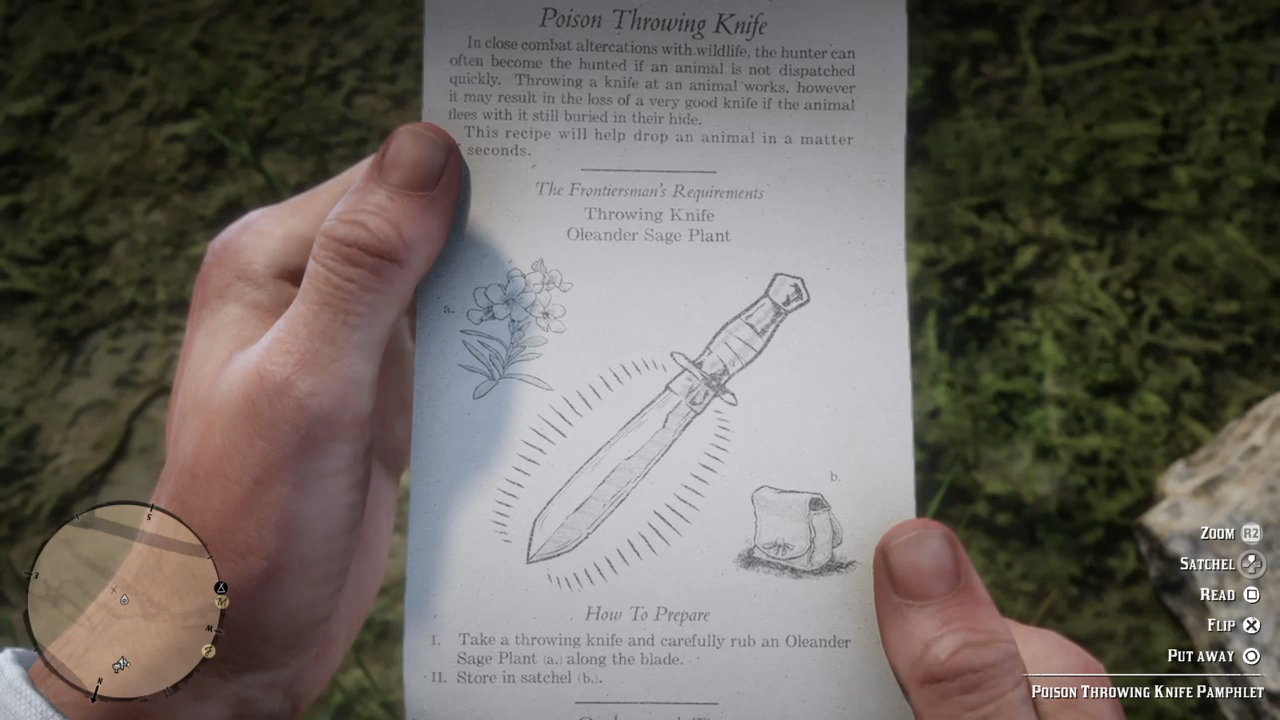 Poison Throwing Knife
In close combat altercations with wildlife, the hunter can
often become the hunted if an animal is not dispatched
quickly. Throwing a knife at an animal works, however
it may result in the loss of a very good knife if the animal
flees with it still buried in their hide.
This recipe will help drop an animal in a matter
seconds.
The Frontiersman's Requirements
Throwing Knife
Oleander Sage Plant
a.
b.
How To Prepare
I. Take a throwing knife and carefully rub an Oleander
Sage Plant (a.) along the blade.
II. Store in satchel (b.).
ZOOM R2
SATCHEL
READ
FLIP
PUT AWAY
POISON THROWING KNIFE PAMPHLET
S
E
W
N
M